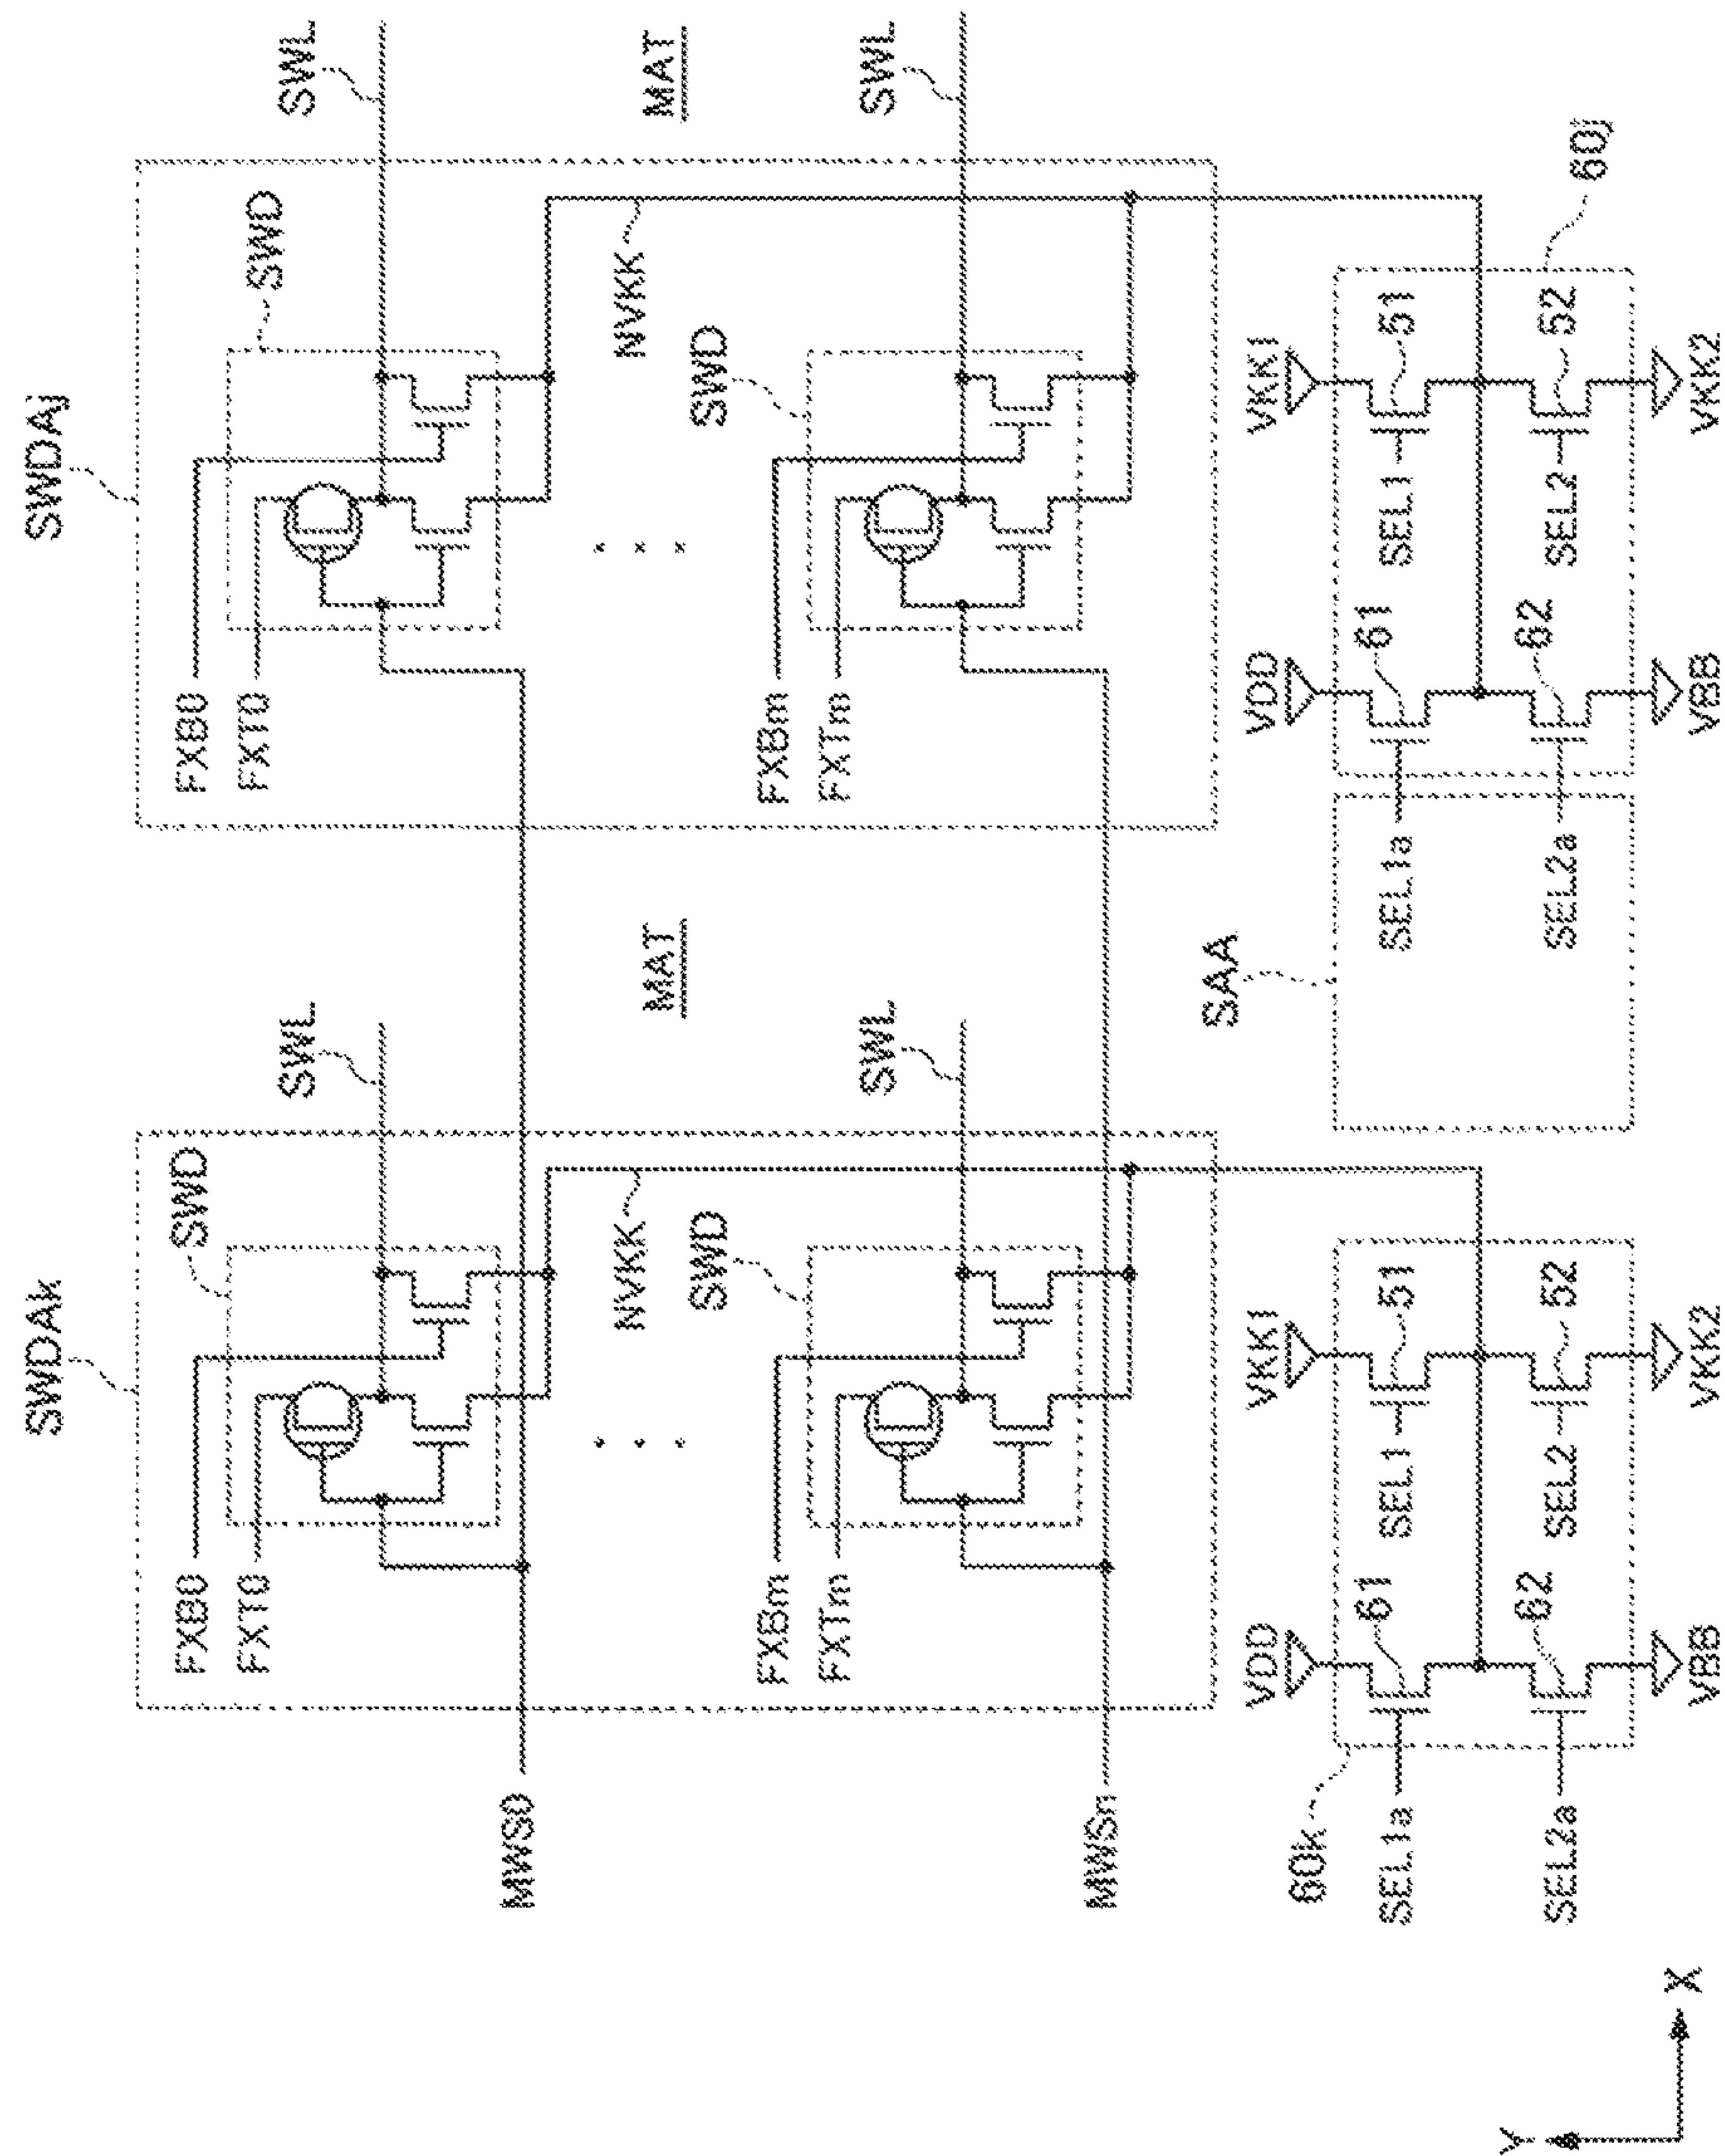 SWDAk
SWDAj
SWD
SWL
SWD
SWL
FXB0
FXT0
FXB0
FXT0
MWS0
NVKK
MAT
NVKK
MAT
SWD
SWL
SWD
SWL
FXBm
FXTm
FXBm
FXTm
MWSn
SAA
60k
VDD
VKK1
VDD
VKK1
60j
SEL1a
61
SEL1
51
SEL1a
61
SEL1
51
SEL2a
62
SEL2
52
SEL2a
62
SEL2
52
VBB
VKK2
VBB
VKK2
Y
X